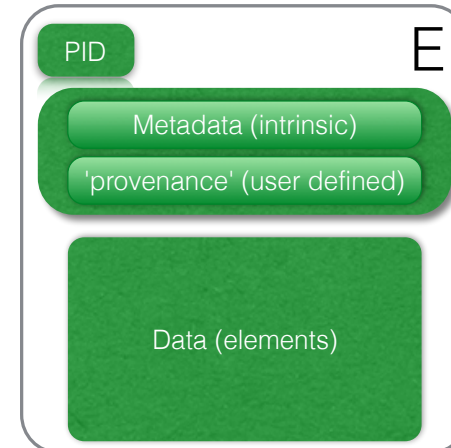 PID
E
Metadata (intrinsic)
'provenance' (user defined)
Data (elements)